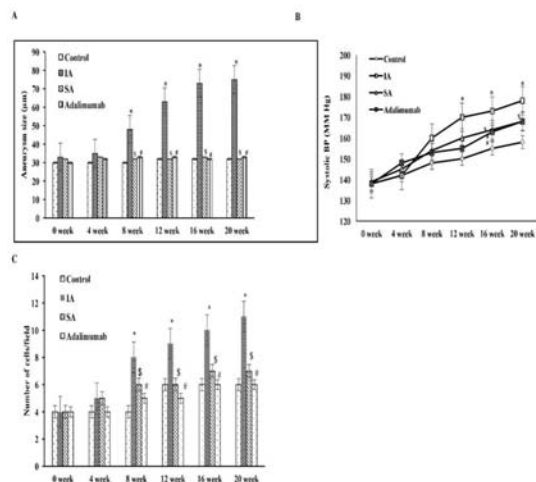 A
Aneurysm size (μm)
90
80
70
60
50
40
30
20
10
0
Control
IA
SA
Adalimumab
* * * *
$ # $ # $ # $ #
0 week 4 week 8 week 12 week 16 week 20 week
B
Systolic BP (MM Hg)
200
190
180
170
160
150
140
130
120
Control
IA
SA
Adalimumab
* * *
0 week 4 week 8 week 12 week 16 week 20 week
C
Number of cells/field
14
12
10
8
6
4
2
0
Control
IA
SA
Adalimumab
* * * *
$ # $ # $ # $ #
0 week 4 week 8 week 12 week 16 week 20 week